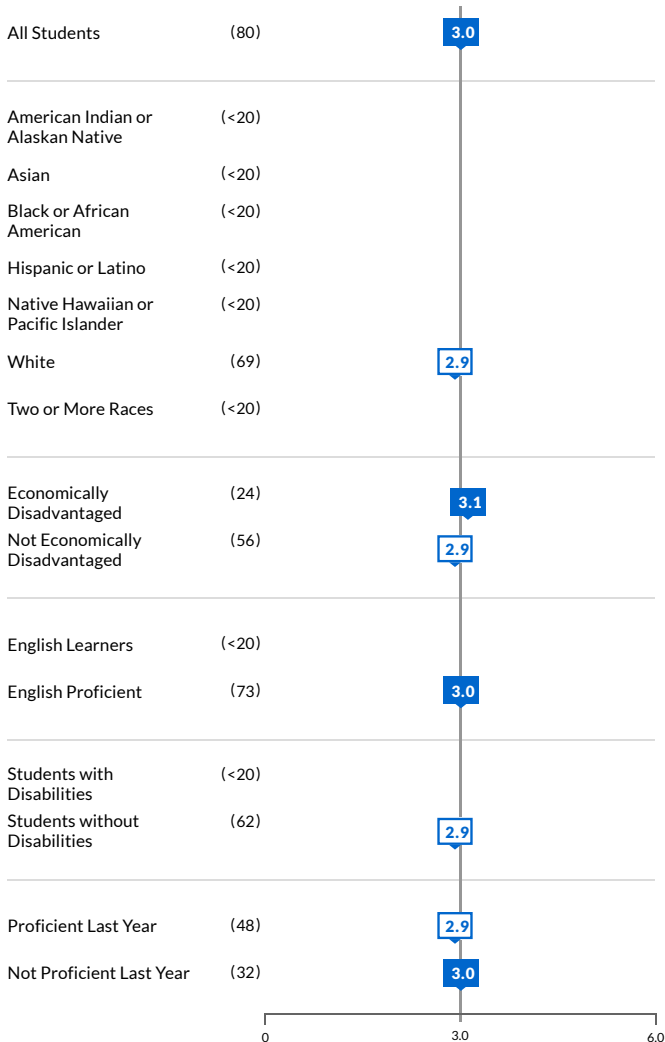 All Students (80) 3.0
American Indian or (<20)
Alaskan Native
Asian (<20)
Black or African (<20)
American
Hispanic or Latino (<20)
Native Hawaiian or (<20)
Pacific Islander
White (69) 2.9
Two or More Races (<20)
Economically (24) 3.1
Disadvantaged
Not Economically (56) 2.9
Disadvantaged
English Learners (<20)
English Proficient (73) 3.0
Students with (<20)
Disabilities
Students without (62) 2.9
Disabilities
Proficient Last Year (48) 2.9
Not Proficient Last Year (32) 3.0
0 3.0 6.0